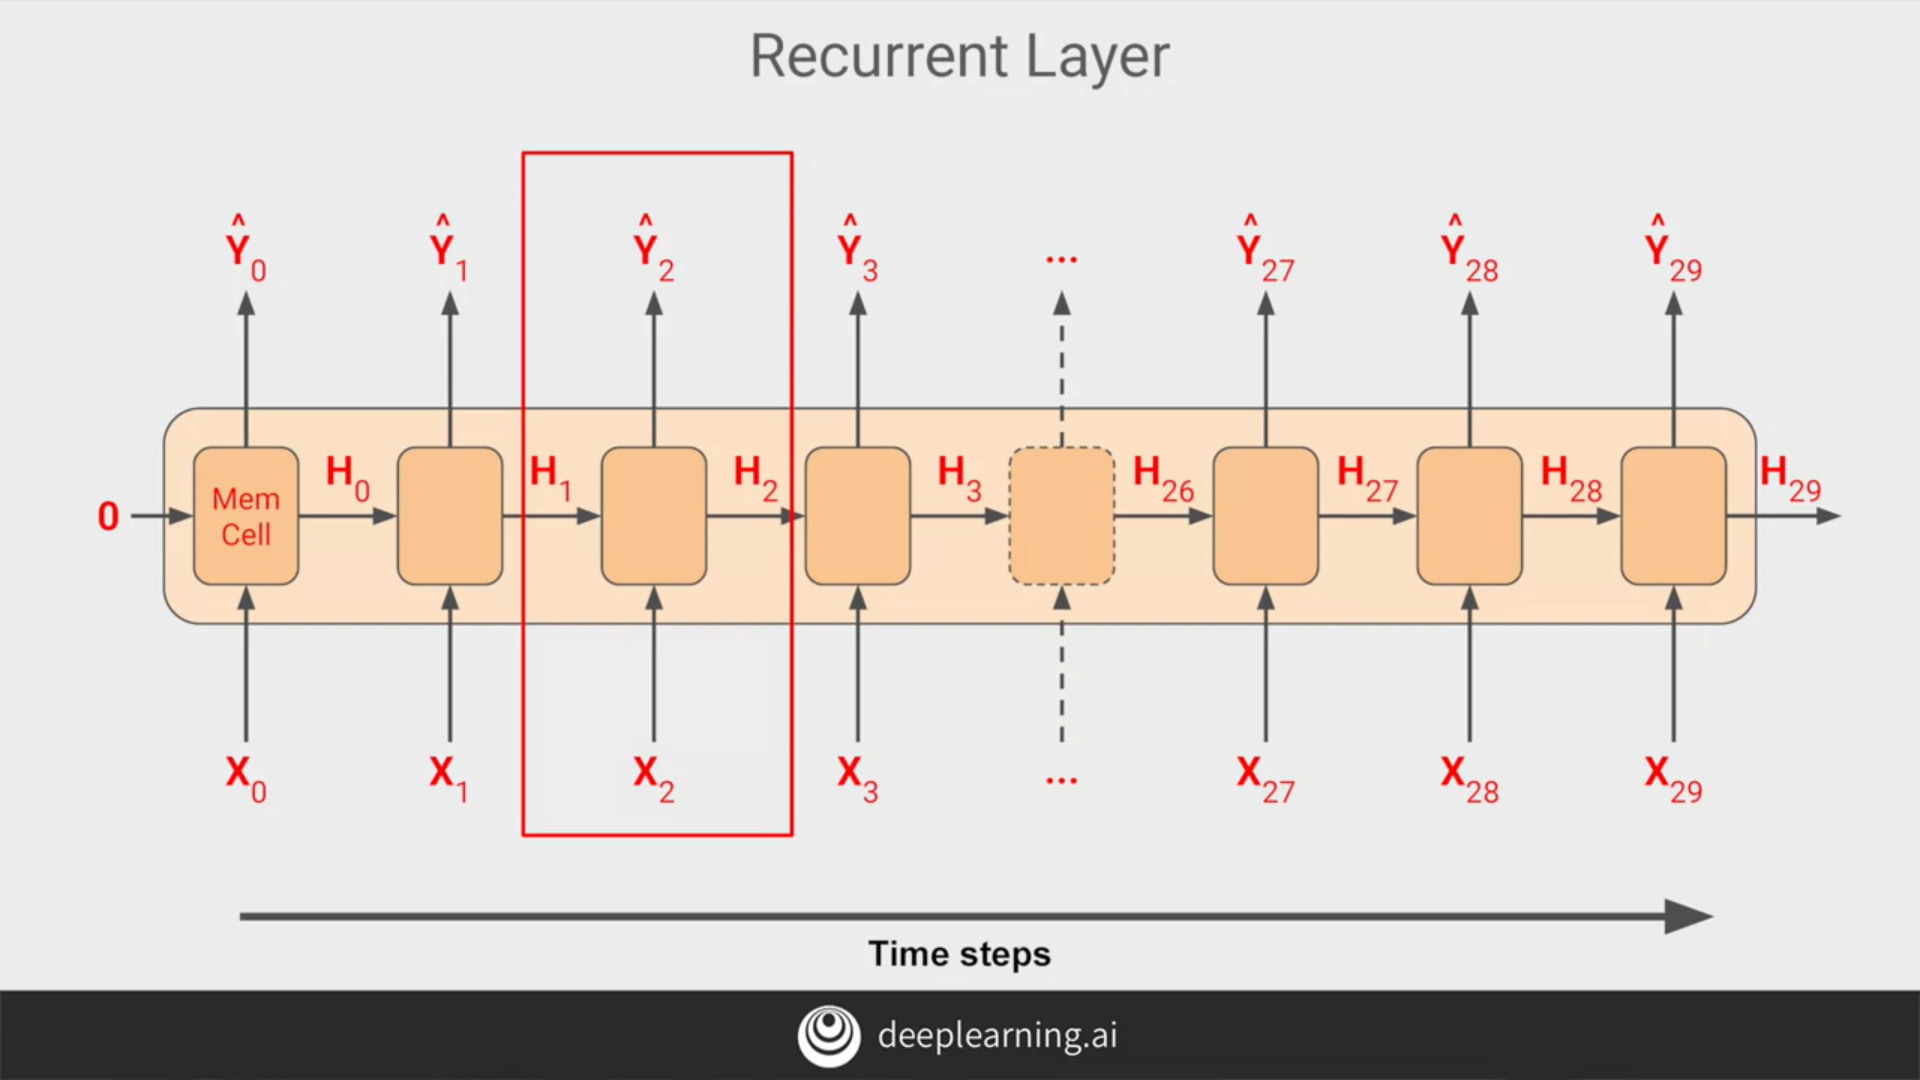 Recurrent Layer
Ŷ₀ Ŷ₁ Ŷ₂ Ŷ₃ ... Ŷ₂₇ Ŷ₂₈ Ŷ₂₉
0 Mem Cell H₀ H₁ H₂ H₃ H₂₆ H₂₇ H₂₈ H₂₉
X₀ X₁ X₂ X₃ ... X₂₇ X₂₈ X₂₉
Time steps
deeplearning.ai